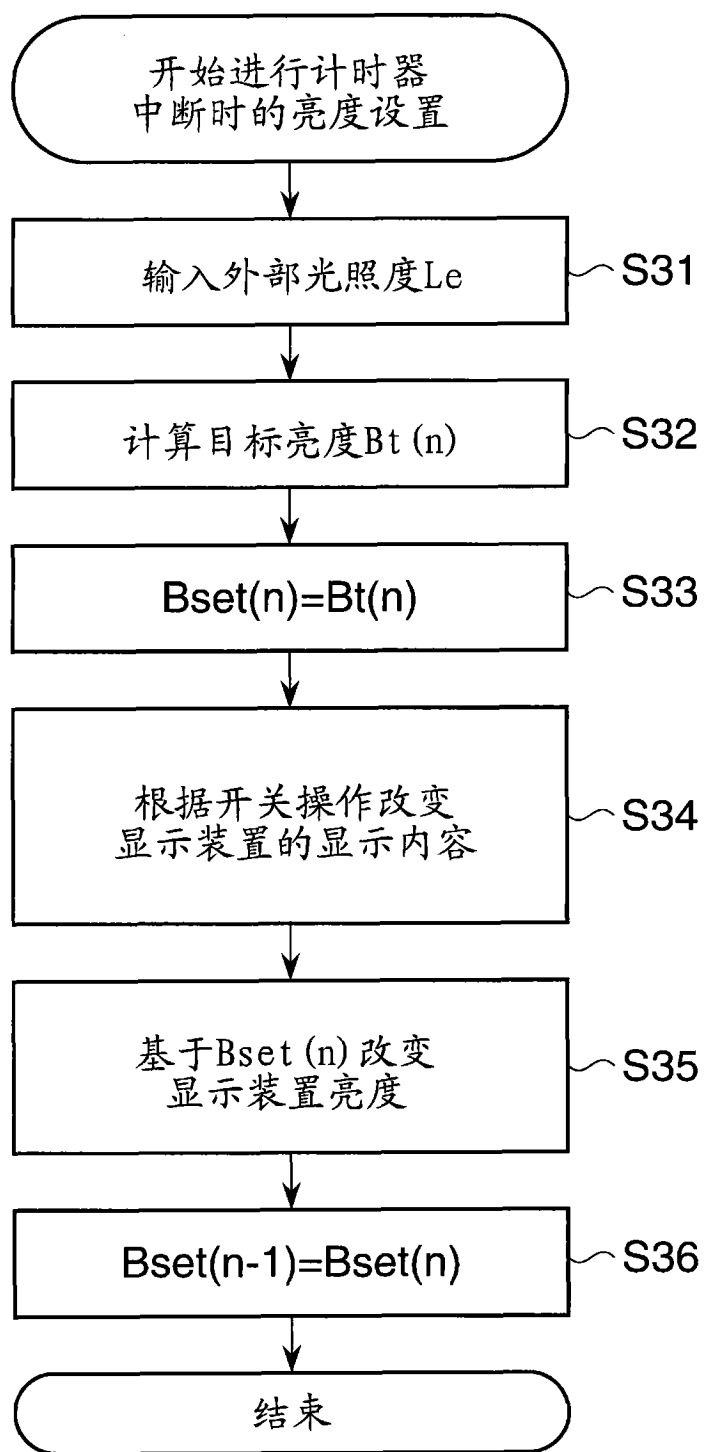 开始进行计时器
中断时的亮度设置
输入外部光照度Le
S31
计算目标亮度Bt(n)
S32
Bset(n)=Bt(n)
S33
根据开关操作改变
显示装置的显示内容
S34
基于Bset(n)改变
显示装置亮度
S35
Bset(n-1)=Bset(n)
S36
结束